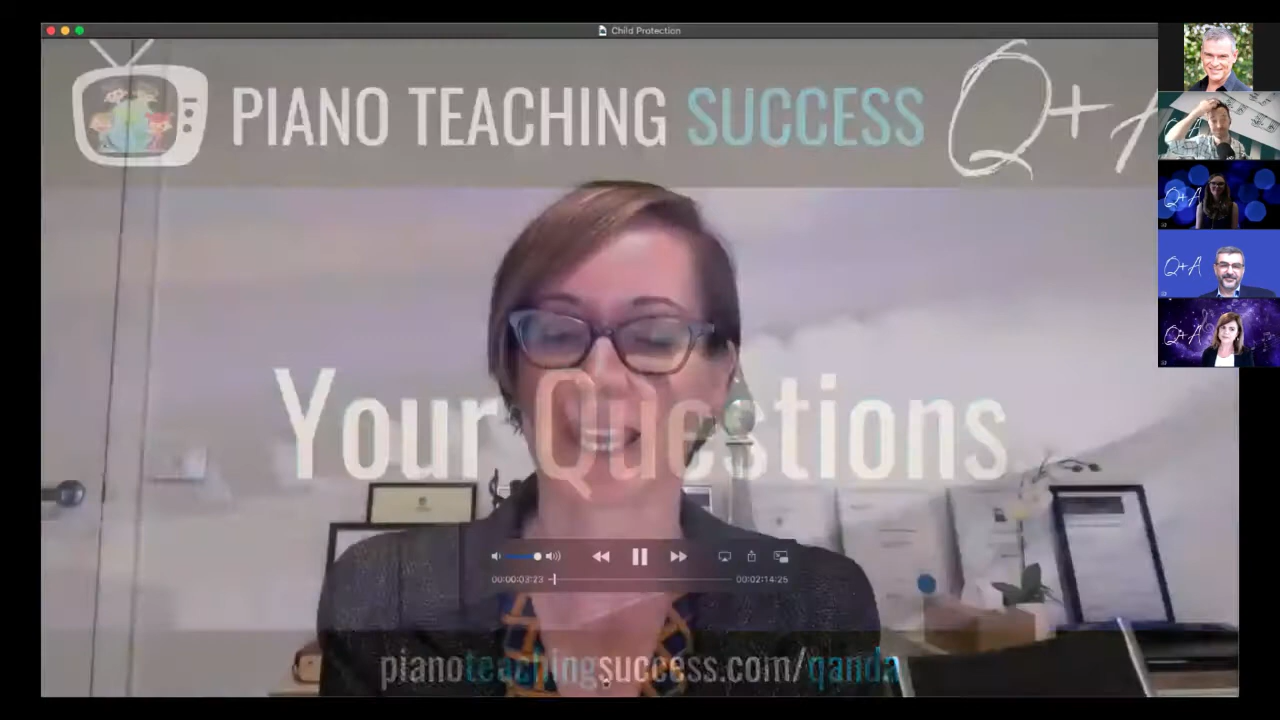 Child Protection
PIANO TEACHING SUCCESS Q+A
Your Questions
00:00:03:23
00:02:14:25
pianoteachingsuccess.com/qanda
Q+A
Q+A
Q+A